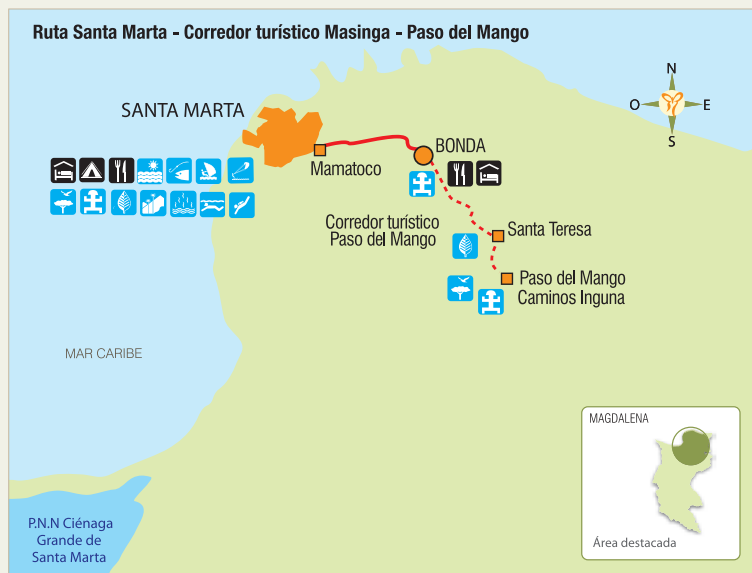 Ruta Santa Marta - Corredor turístico Masinga - Paso del Mango
N
O
E
S
SANTA MARTA
BONDA
Mamatoco
Corredor turístico
Paso del Mango
Santa Teresa
Paso del Mango
Caminos Inguna
MAR CARIBE
P.N.N Ciénaga
Grande de
Santa Marta
MAGDALENA
Área destacada